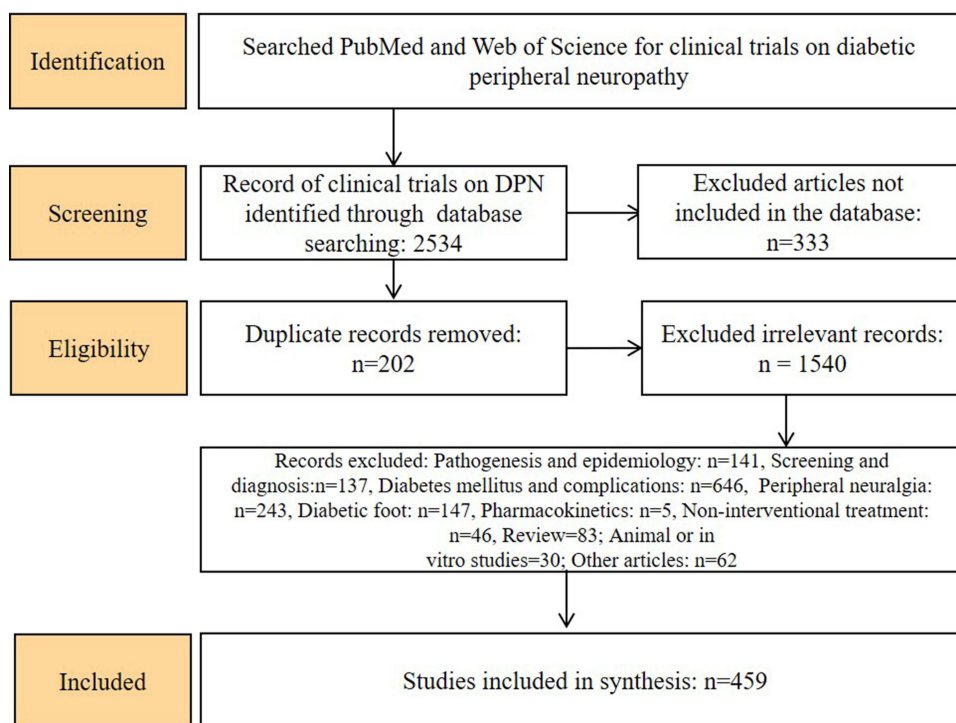 Identification
Searched PubMed and Web of Science for clinical trials on diabetic
peripheral neuropathy
Screening
Record of clinical trials on DPN
identified through database
searching: 2534
Excluded articles not
included in the database:
n=333
Eligibility
Duplicate records removed:
n=202
Excluded irrelevant records:
n = 1540
Records excluded: Pathogenesis and epidemiology: n=141, Screening and
diagnosis:n=137, Diabetes mellitus and complications: n=646, Peripheral neuralgia:
n=243, Diabetic foot: n=147, Pharmacokinetics: n=5, Non-interventional treatment:
n=46, Review=83; Animal or in
vitro studies=30; Other articles: n=62
Included
Studies included in synthesis: n=459